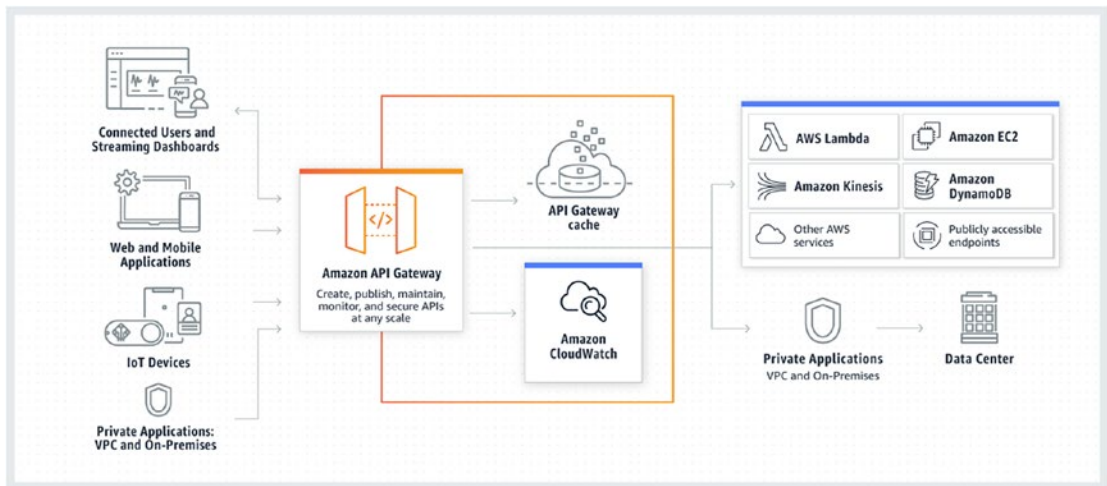 Connected Users and
Streaming Dashboards
Web and Mobile
Applications
IoT Devices
Private Applications:
VPC and On-Premises
</>
Amazon API Gateway
Create, publish, maintain,
monitor, and secure APIs
at any scale
API Gateway
cache
Amazon
CloudWatch
AWS Lambda
Amazon EC2
Amazon Kinesis
Amazon
DynamoDB
Other AWS
services
Publicly accessible
endpoints
Private Applications
VPC and On-Premises
Data Center